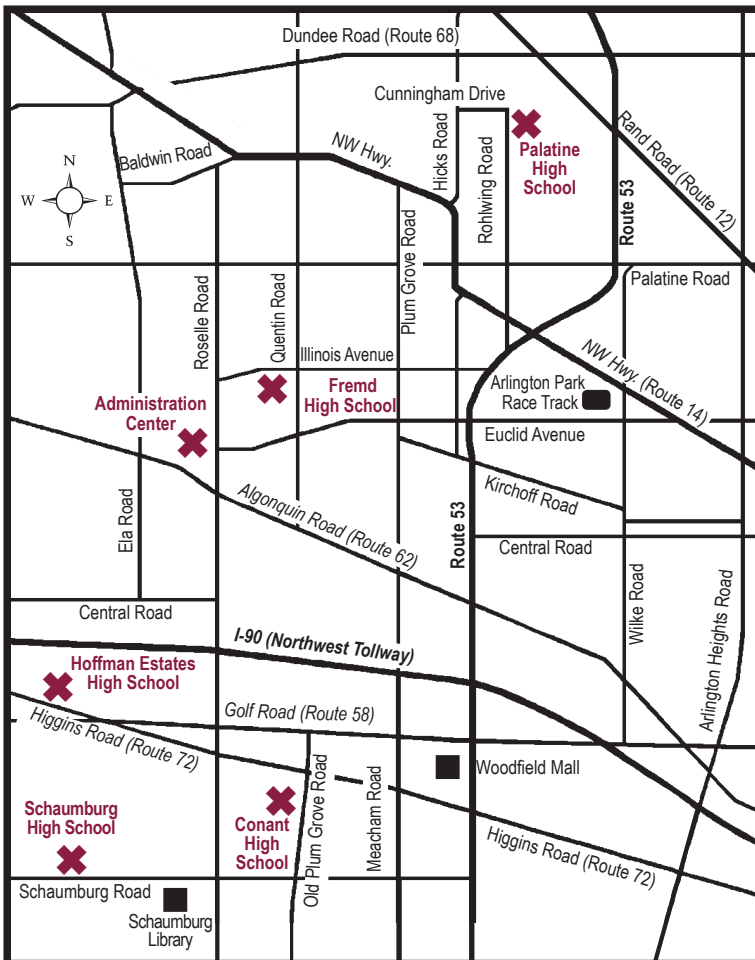 Dundee Road (Route 68)
Cunningham Drive
Rand Road (Route 12)
Baldwin Road
NW Hwy.
Hicks Road
Rohlwing Road
Palatine
High
School
Route 53
N
W
E
S
Palatine Road
Roselle Road
Quentin Road
Plum Grove Road
Illinois Avenue
NW Hwy. (Route 14)
Fremd
High School
Arlington Park
Race Track
Administration
Center
Euclid Avenue
Kirchoff Road
Ela Road
Algonquin Road (Route 62)
Route 53
Central Road
Wilke Road
Arlington Heights Road
Central Road
I-90 (Northwest Tollway)
Hoffman Estates
High School
Golf Road (Route 58)
Higgins Road (Route 72)
Woodfield Mall
Old Plum Grove Road
Meacham Road
Schaumburg
High School
Conant
High
School
Higgins Road (Route 72)
Schaumburg Road
Schaumburg
Library